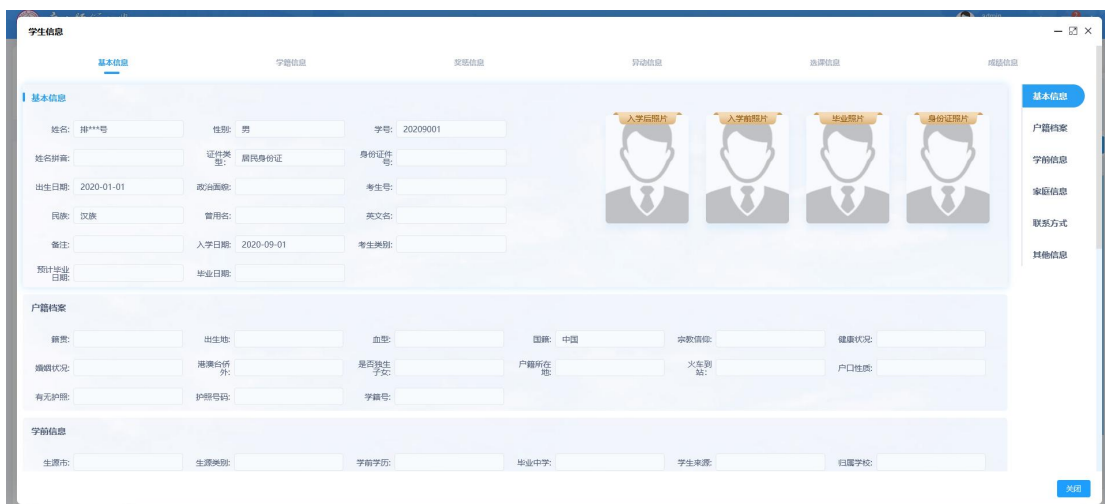 admin
学生信息
基本信息 学籍信息 奖惩信息 异动信息 选课信息 成绩信息
基本信息
入学后照片 入学前照片 毕业照片 身份证照片
姓名: 排***号 性别: 男 学号: 20209001
姓名拼音: 证件类型: 居民身份证 身份证件号:
出生日期: 2020-01-01 政治面貌: 考生号:
民族: 汉族 曾用名: 英文名:
备注: 入学日期: 2020-09-01 考生类别:
预计毕业日期: 毕业日期:
户籍档案
籍贯: 出生地: 血型: 国籍: 中国 宗教信仰: 健康状况:
婚姻状况: 港澳台侨外: 是否独生子女: 户籍所在地: 火车到站: 户口性质:
有无护照: 护照号码: 学籍号:
学前信息
生源市: 生源类别: 学前学历: 毕业中学: 学生来源: 归属学校:
基本信息
户籍档案
学前信息
家庭信息
联系方式
其他信息
关闭